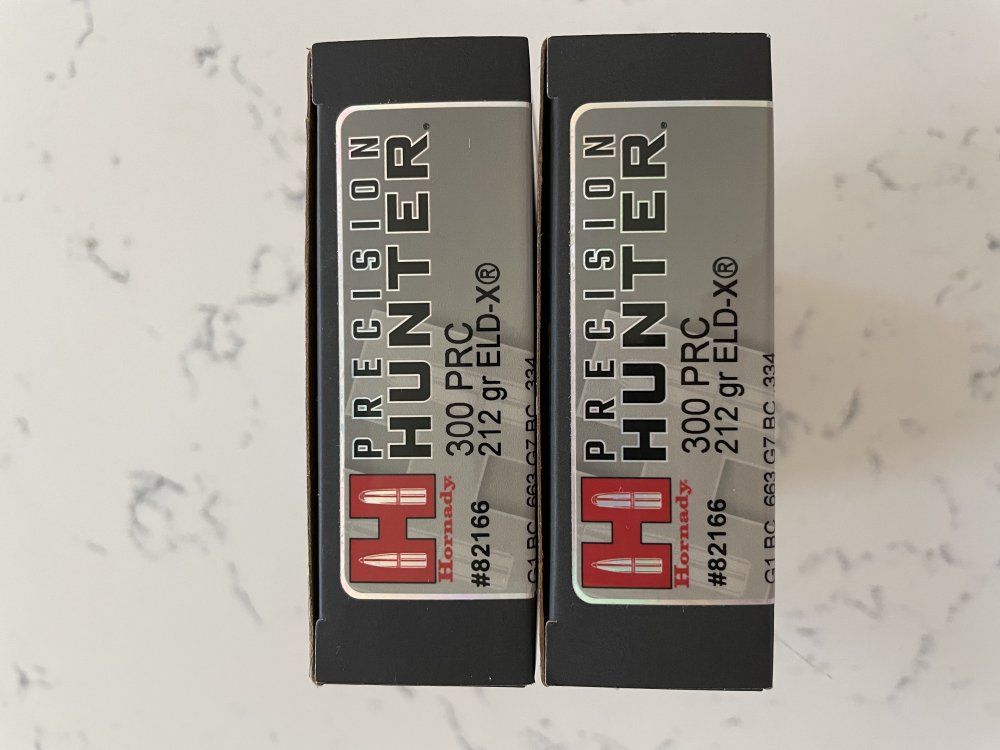 PRECISION
HUNTER®
Hornady®
300 PRC
#82166 212 gr ELD-X®
G1 BC .663 G7 BC .334
PRECISION
HUNTER®
Hornady®
300 PRC
#82166 212 gr ELD-X®
G1 BC .663 G7 BC .334